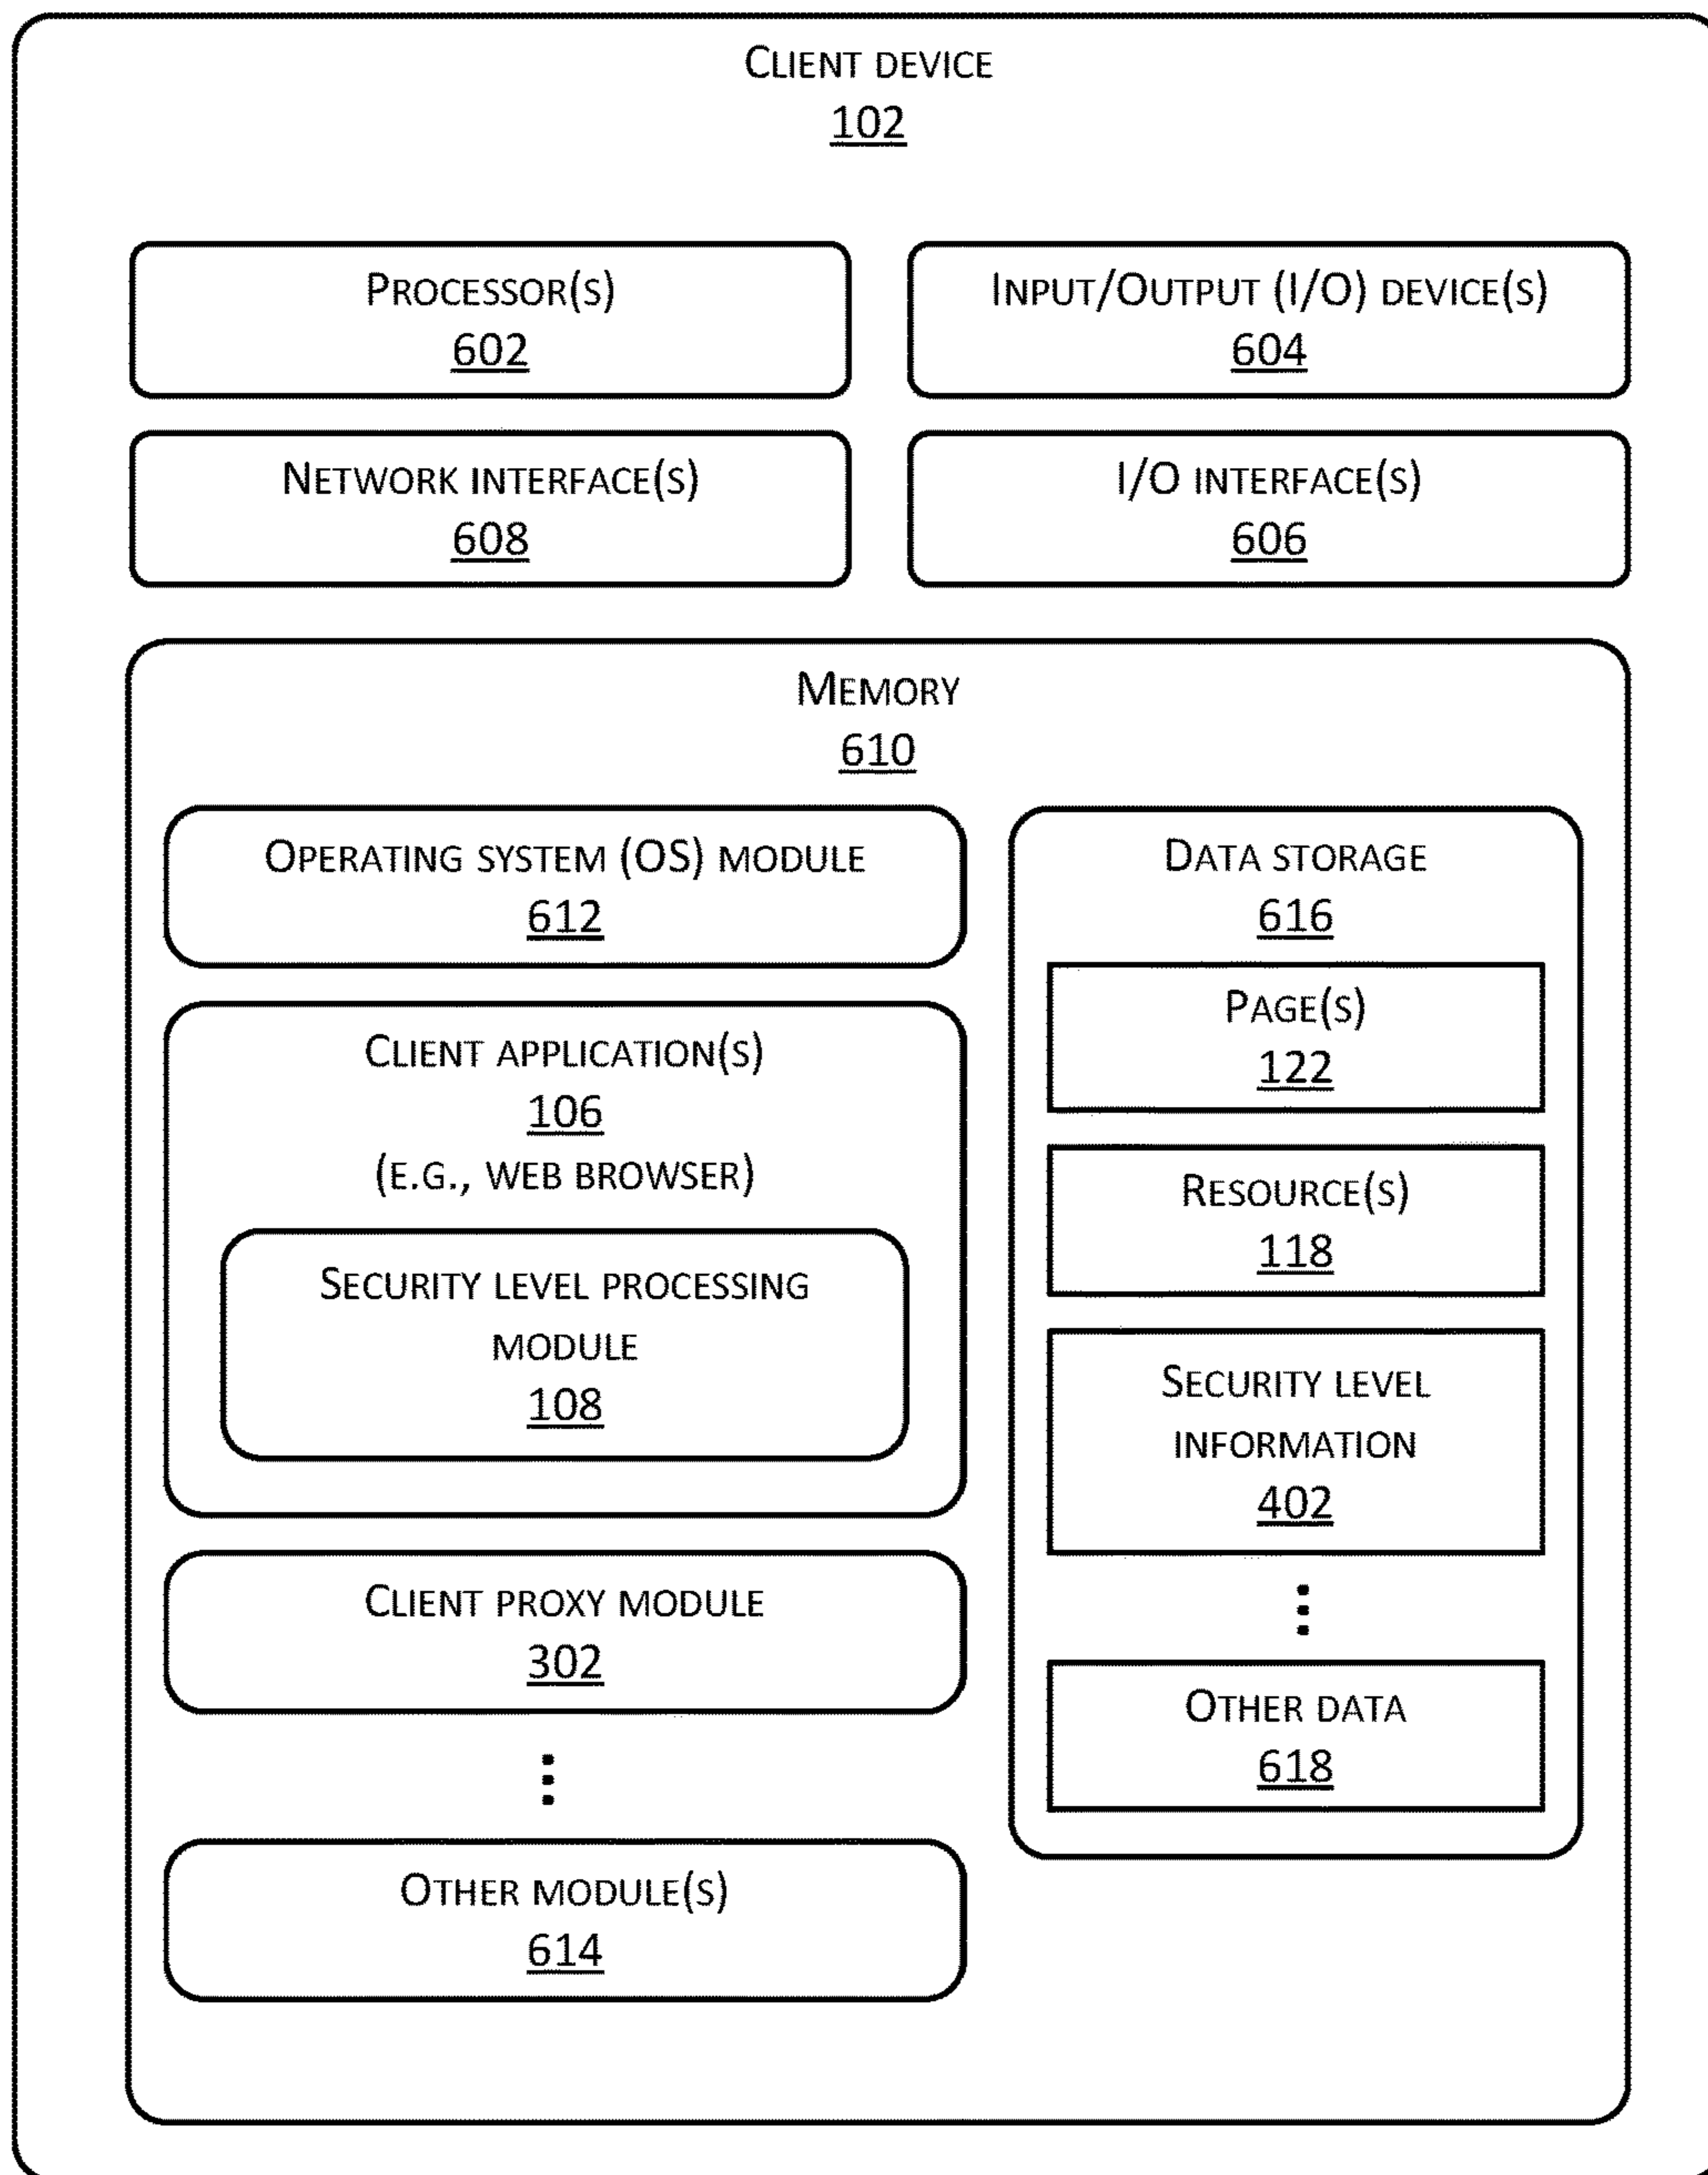 CLIENT DEVICE
102
PROCESSOR(S)
602
INPUT/OUTPUT (I/O) DEVICE(S)
604
NETWORK INTERFACE(S)
608
I/O INTERFACE(S)
606
MEMORY
610
OPERATING SYSTEM (OS) MODULE
612
CLIENT APPLICATION(S)
106
(E.G., WEB BROWSER)
SECURITY LEVEL PROCESSING
MODULE
108
CLIENT PROXY MODULE
302
OTHER MODULE(S)
614
DATA STORAGE
616
PAGE(S)
122
RESOURCE(S)
118
SECURITY LEVEL
INFORMATION
402
OTHER DATA
618